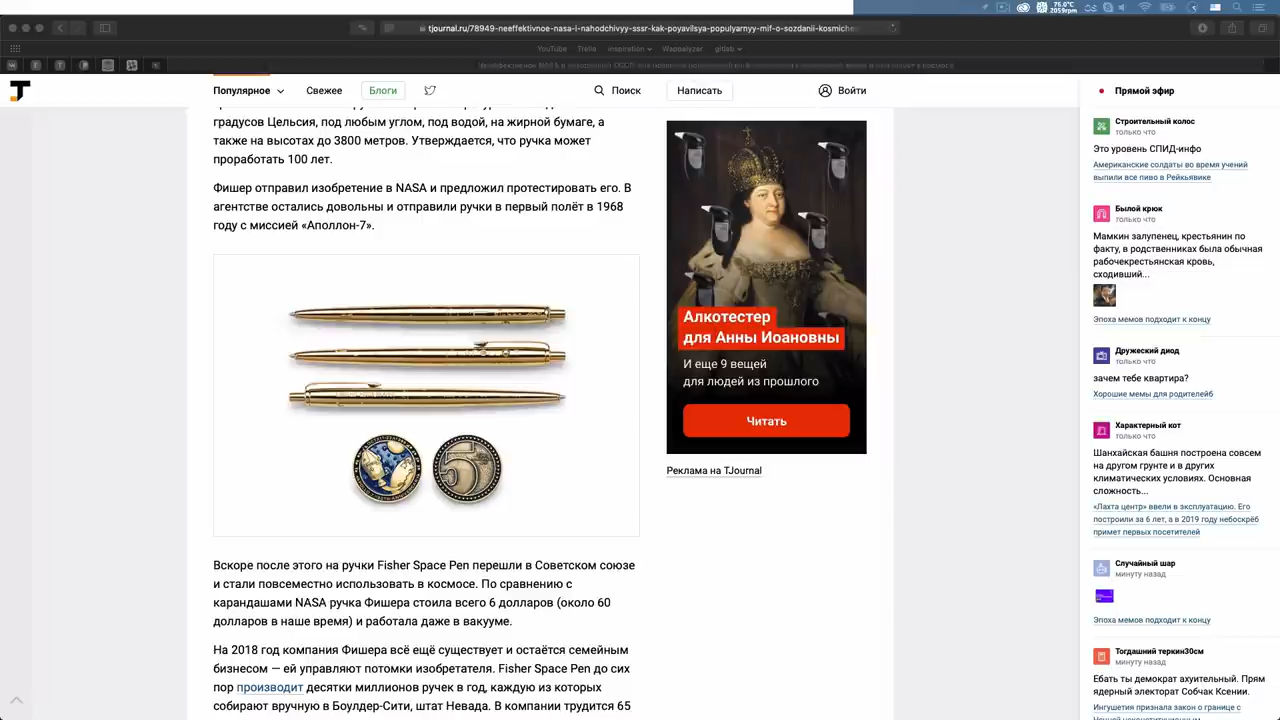 76.0°C
2059rpm
tjournal.ru/78949-neeffektivnoe-nasa-i-nahodchivyy-sssr-kak-poyavilsya-populyarnyy-mif-o-sozdanii-kosmiches
YouTube Trello inspiration Wappalyzer gitlab
Популярное Свежее Блоги Поиск Написать Войти
градусов Цельсия, под любым углом, под водой, на жирной бумаге, а
также на высотах до 3800 метров. Утверждается, что ручка может
проработать 100 лет.
Фишер отправил изобретение в NASA и предложил протестировать его. В
агентстве остались довольны и отправили ручки в первый полёт в 1968
году с миссией «Аполлон-7».
Вскоре после этого на ручки Fisher Space Pen перешли в Советском союзе
и стали повсеместно использовать в космосе. По сравнению с
карандашами NASA ручка Фишера стоила всего 6 долларов (около 60
долларов в наше время) и работала даже в вакууме.
На 2018 год компания Фишера всё ещё существует и остаётся семейным
бизнесом — ей управляют потомки изобретателя. Fisher Space Pen до сих
пор производит десятки миллионов ручек в год, каждую из которых
собирают вручную в Боулдер-Сити, штат Невада. В компании трудится 65
Алкотестер
для Анны Иоановны
И еще 9 вещей
для людей из прошлого
Читать
Реклама на TJournal
Прямой эфир
Строительный колос
только что
Это уровень СПИД-инфо
Американские солдаты во время учений
выпили все пиво в Рейкьявике
Былой крюк
только что
Мамкин залупенец, крестьянин по
факту, в родственниках была обычная
рабочекрестьянская кровь,
сходивший...
Эпоха мемов подходит к концу
Дружеский диод
только что
зачем тебе квартира?
Хорошие мемы для родителейб
Характерный кот
только что
Шанхайская башня построена совсем
на другом грунте и в других
климатических условиях. Основная
сложность...
«Лахта центр» ввели в эксплуатацию. Его
построили за 6 лет, а в 2019 году небоскрёб
примет первых посетителей
Случайный шар
минуту назад
Эпоха мемов подходит к концу
Тогдашний теркин30см
минуту назад
Ебать ты демократ ахуительный. Прям
ядерный электорат Собчак Ксении.
Ингушетия признала закон о границе с